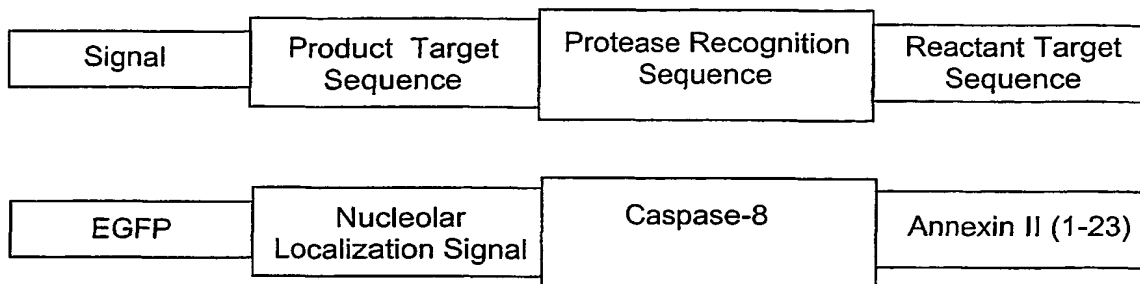 Signal
Product Target
Sequence
Protease Recognition
Sequence
Reactant Target
Sequence
EGFP
Nucleolar
Localization Signal
Caspase-8
Annexin II (1-23)